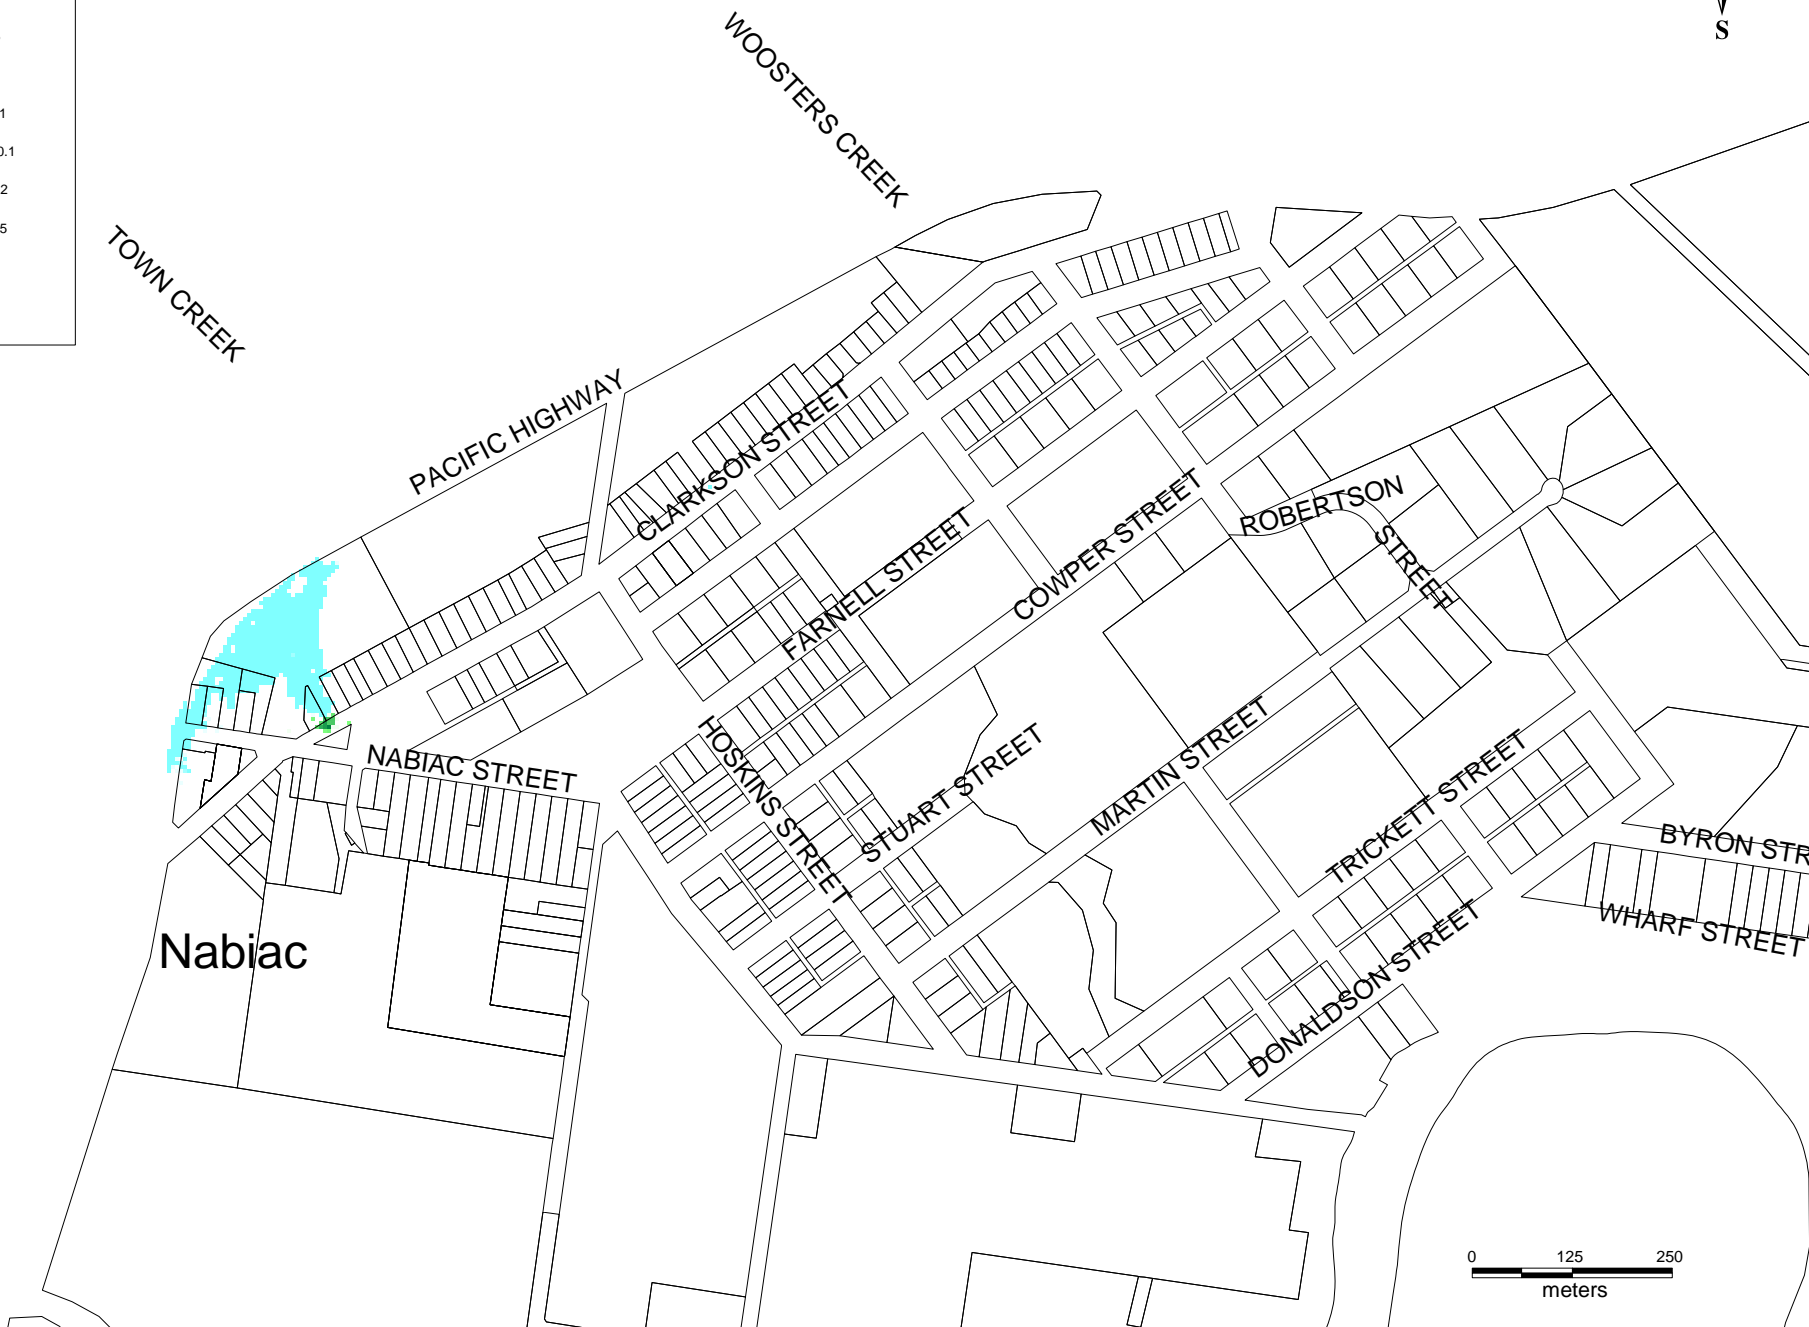 S
WOOSTERS CREEK
1
0.1
2
5
TOWN CREEK
PACIFIC HIGHWAY
CLARKSON STREET
FARNELL STREET
COWPER STREET
ROBERTSON
STREET
NABIAC STREET
HOSKINS STREET
STUART STREET
MARTIN STREET
TRICKETT STREET
BYRON STR
WHARF STREET
DONALDSON STREET
Nabiac
0 125 250
meters